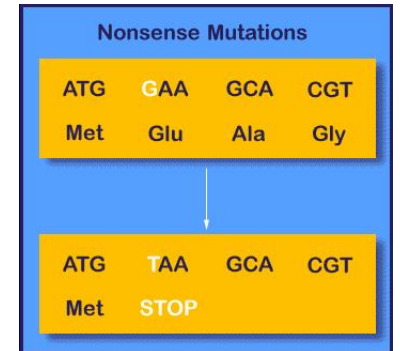 Nonsense Mutations
ATG GAA GCA CGT
Met Glu Ala Gly
ATG TAA GCA CGT
Met STOP